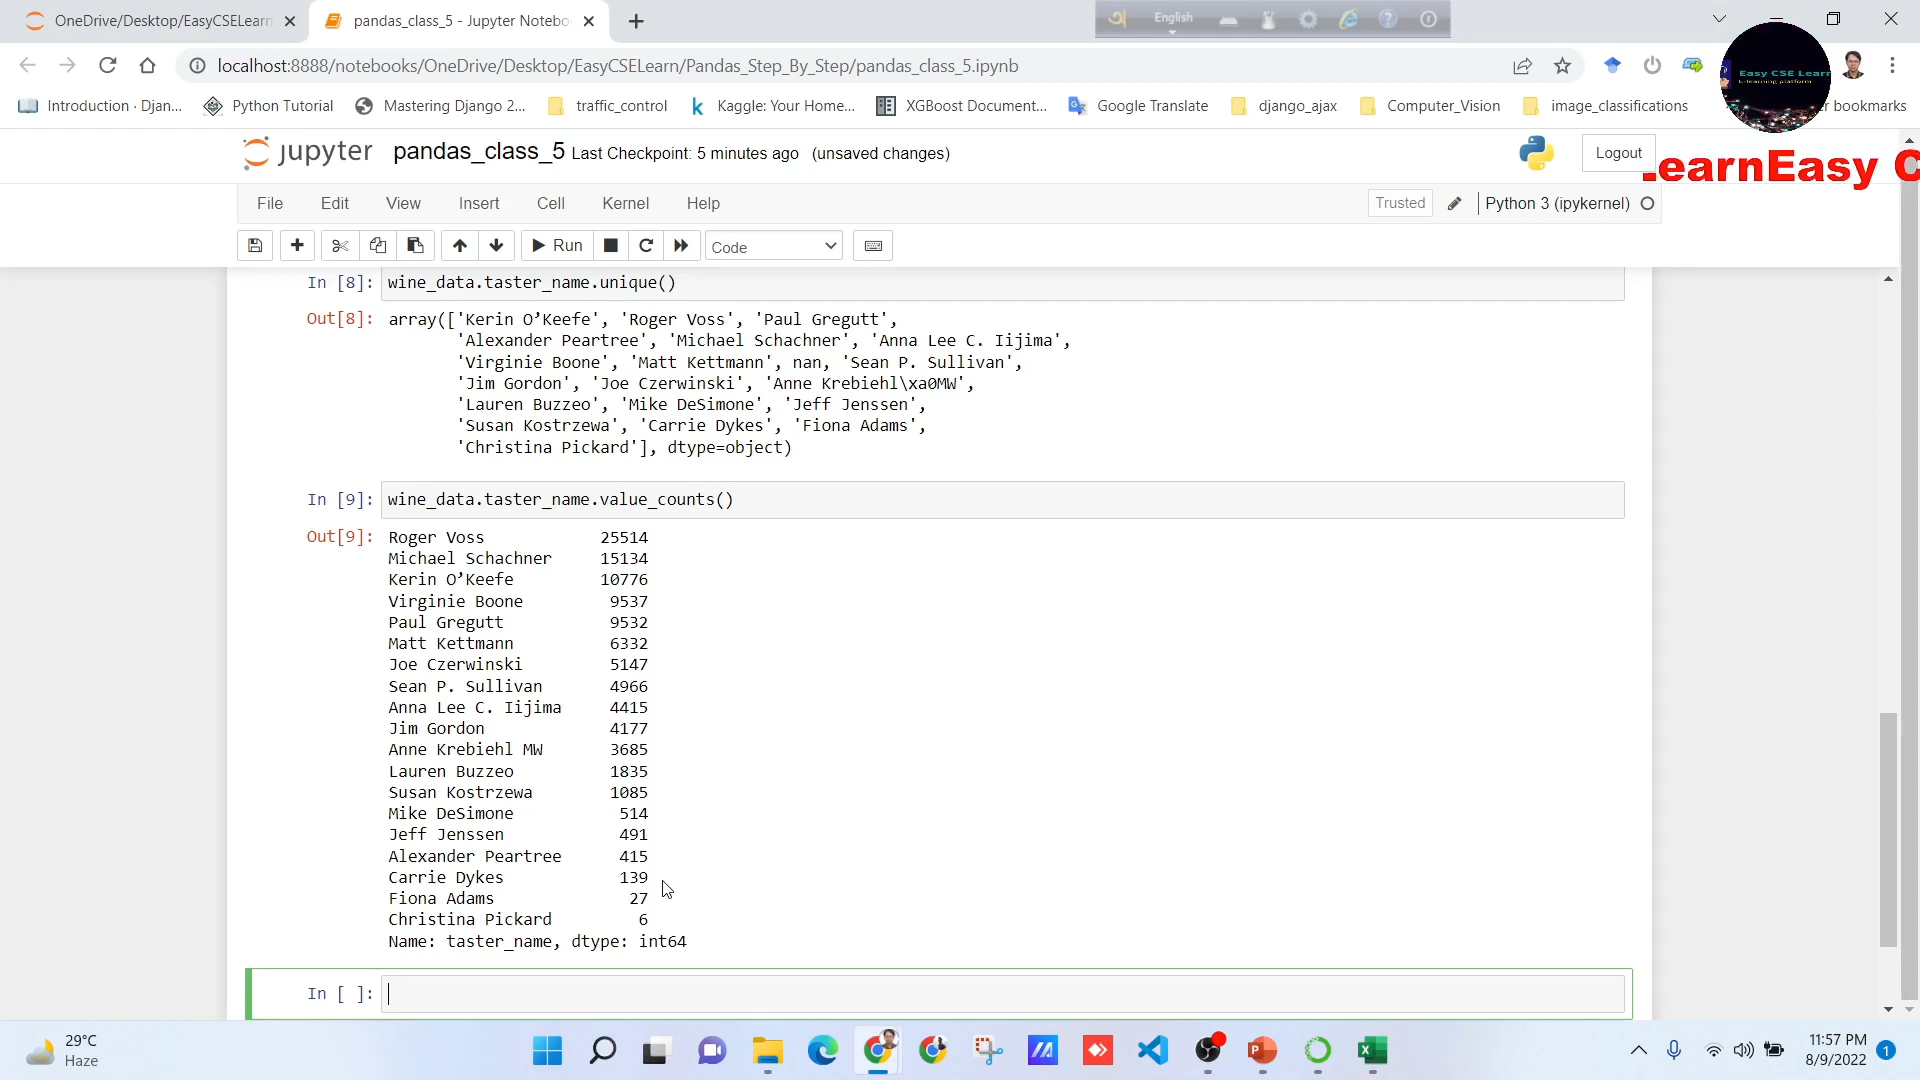 OneDrive/Desktop/EasyCSELearn
pandas_class_5 - Jupyter Notebo
English
localhost:8888/notebooks/OneDrive/Desktop/EasyCSELearn/Pandas_Step_By_Step/pandas_class_5.ipynb
Easy CSE Learn
Introduction · Djan... Python Tutorial Mastering Django 2... traffic_control Kaggle: Your Home... XGBoost Document... Google Translate django_ajax Computer_Vision image_classifications r bookmarks
jupyter pandas_class_5 Last Checkpoint: 5 minutes ago (unsaved changes) Logout
LearnEasy C
File Edit View Insert Cell Kernel Help Trusted Python 3 (ipykernel)
Run Code
In [8]: wine_data.taster_name.unique()
Out[8]: array(['Kerin O’Keefe', 'Roger Voss', 'Paul Gregutt',
'Alexander Peartree', 'Michael Schachner', 'Anna Lee C. Iijima',
'Virginie Boone', 'Matt Kettmann', nan, 'Sean P. Sullivan',
'Jim Gordon', 'Joe Czerwinski', 'Anne Krebiehl\xa0MW',
'Lauren Buzzeo', 'Mike DeSimone', 'Jeff Jenssen',
'Susan Kostrzewa', 'Carrie Dykes', 'Fiona Adams',
'Christina Pickard'], dtype=object)
In [9]: wine_data.taster_name.value_counts()
Out[9]: Roger Voss 25514
Michael Schachner 15134
Kerin O’Keefe 10776
Virginie Boone 9537
Paul Gregutt 9532
Matt Kettmann 6332
Joe Czerwinski 5147
Sean P. Sullivan 4966
Anna Lee C. Iijima 4415
Jim Gordon 4177
Anne Krebiehl MW 3685
Lauren Buzzeo 1835
Susan Kostrzewa 1085
Mike DeSimone 514
Jeff Jenssen 491
Alexander Peartree 415
Carrie Dykes 139
Fiona Adams 27
Christina Pickard 6
Name: taster_name, dtype: int64
In [ ]:
29°C
Haze
11:57 PM
8/9/2022
1